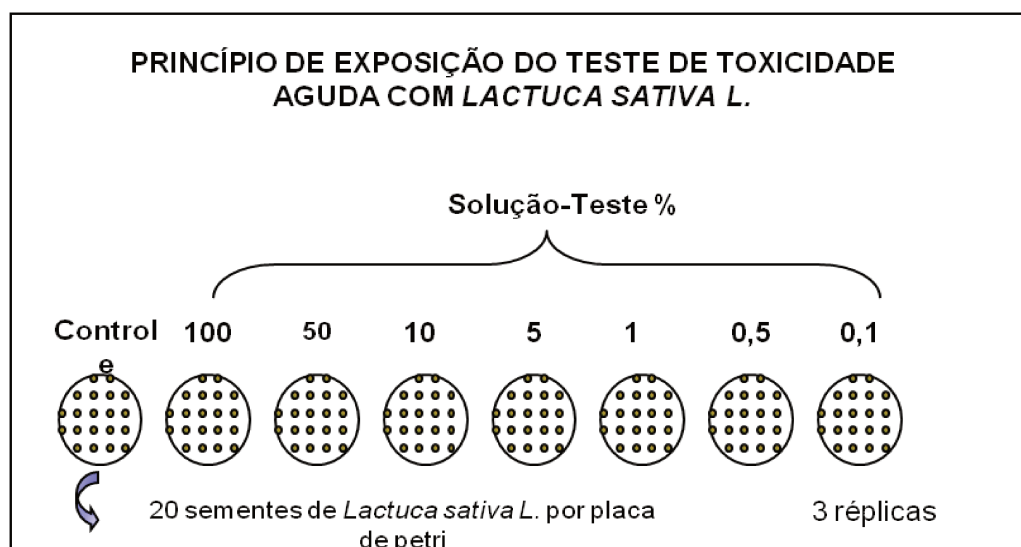 PRINCÍPIO DE EXPOSIÇÃO DO TESTE DE TOXICIDADE
AGUDA COM LACTUCA SATIVA L.
Solução-Teste %
Control
e
100 50 10 5 1 0,5 0,1
20 sementes de Lactuca sativa L. por placa
de petri
3 réplicas